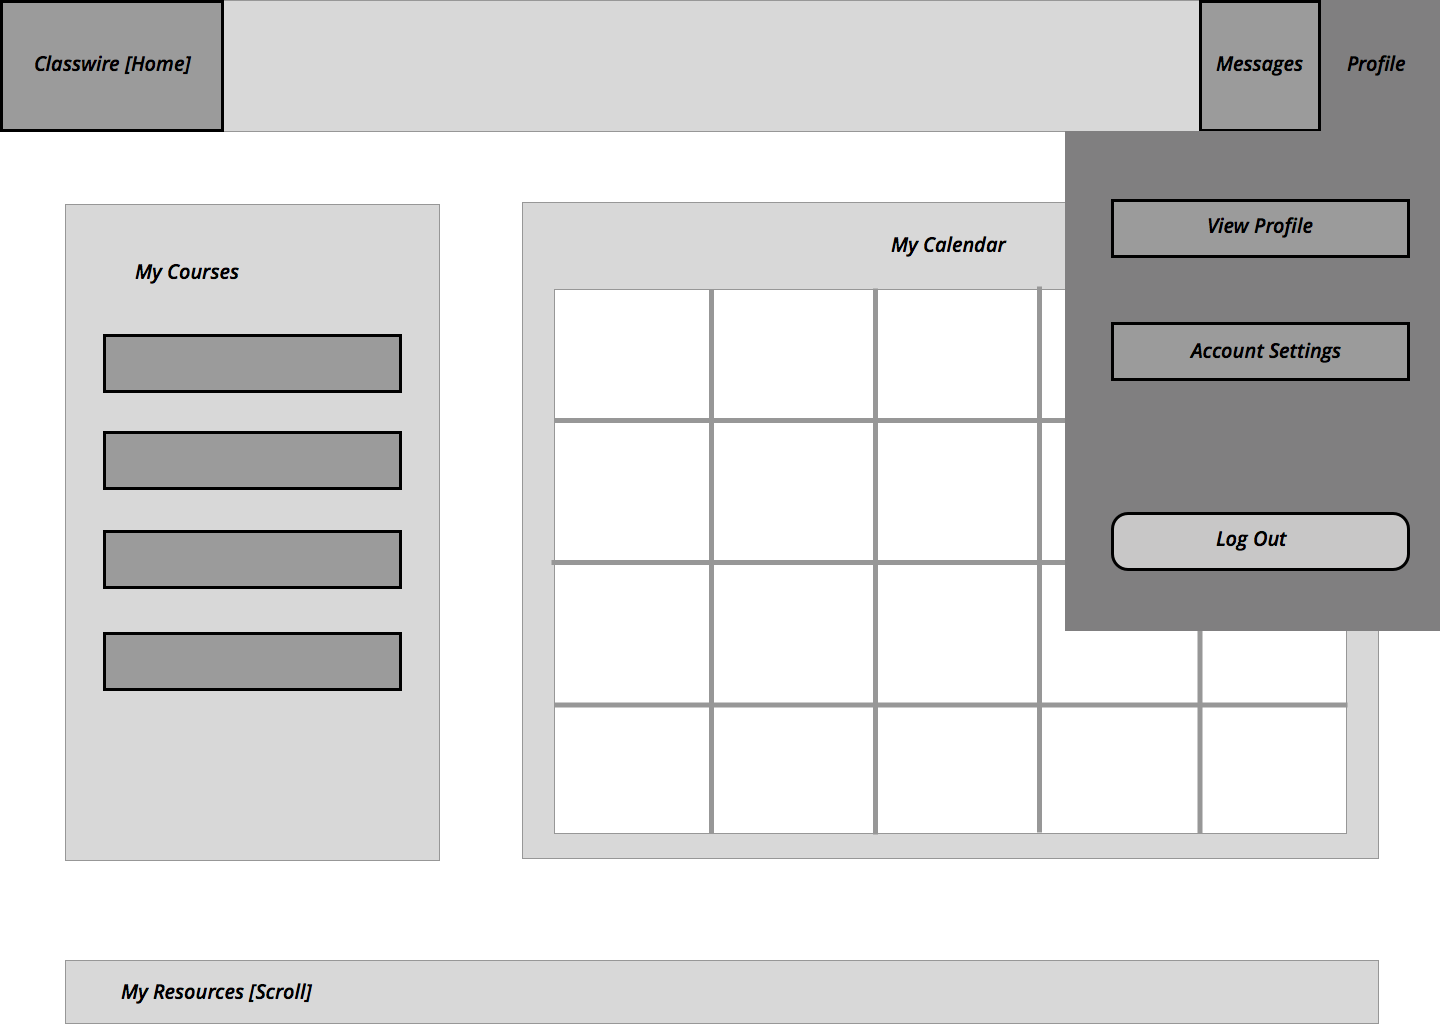 Classwire [Home]
Messages
Profile
View Profile
My Calendar
My Courses
Account Settings
Log Out
My Resources [Scroll]